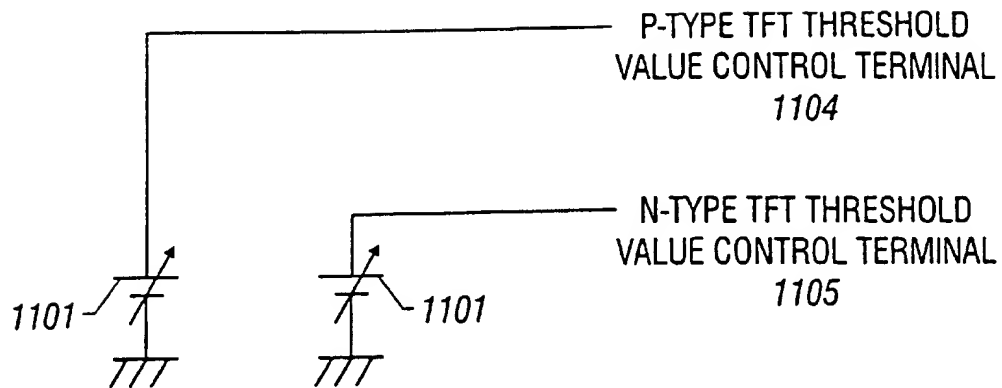 P-TYPE TFT THRESHOLD
VALUE CONTROL TERMINAL
1104
N-TYPE TFT THRESHOLD
VALUE CONTROL TERMINAL
1105
1101
1101